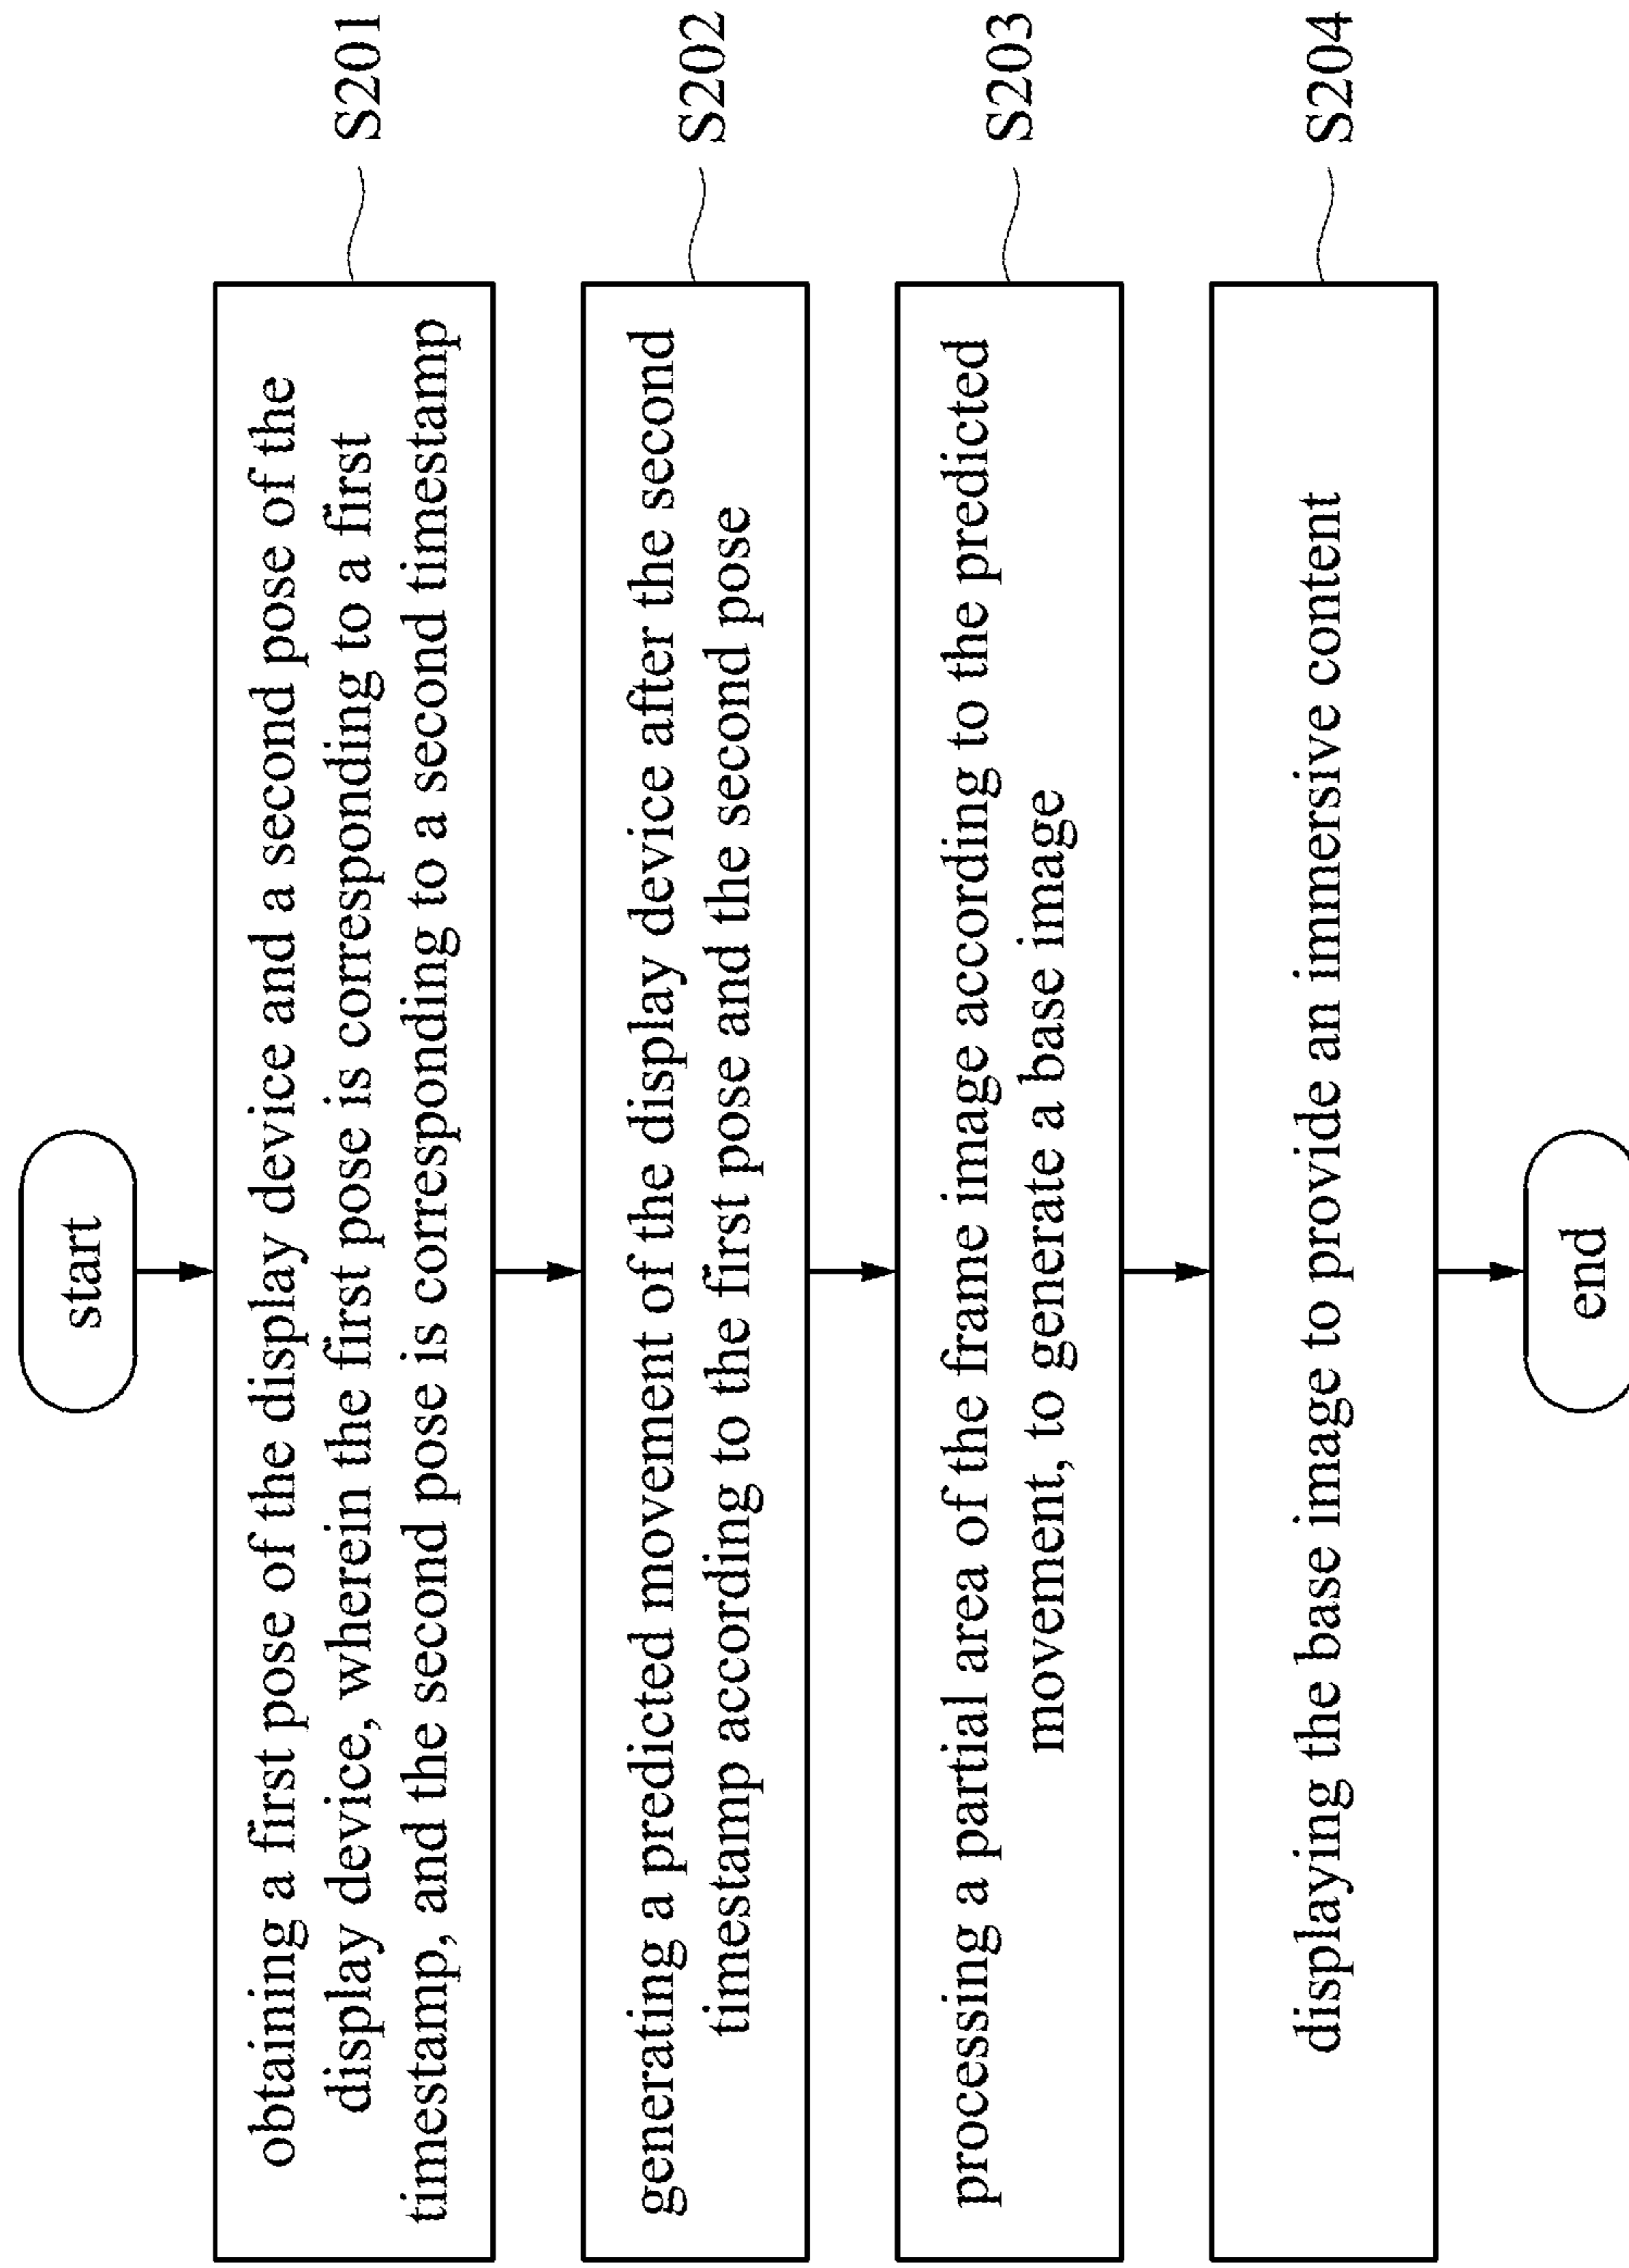 start
obtaining a first pose of the display device and a second pose of the
display device, wherein the first pose is corresponding to a first
timestamp, and the second pose is corresponding to a second timestamp
S201
generating a predicted movement of the display device after the second
timestamp according to the first pose and the second pose
S202
processing a partial area of the frame image according to the predicted
movement, to generate a base image
S203
displaying the base image to provide an immersive content
S204
end